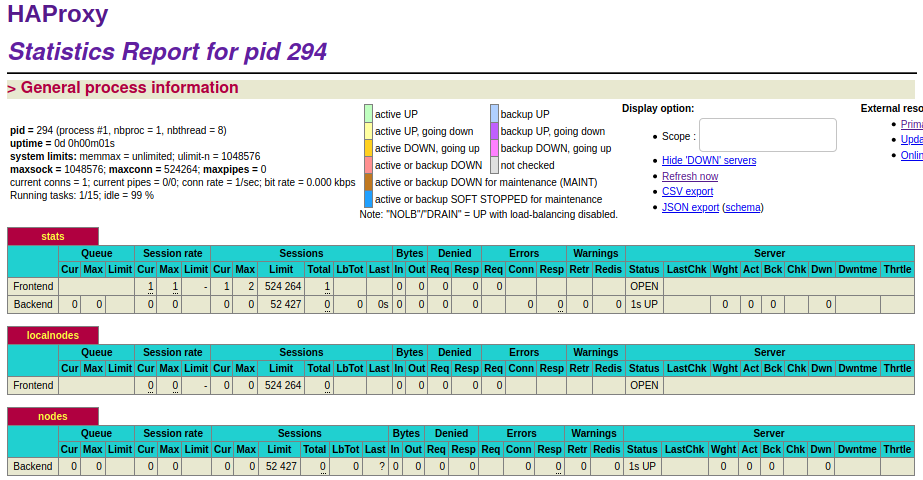 HAProxy
Statistics Report for pid 294
> General process information
pid = 294 (process #1, nbproc = 1, nbthread = 8)
uptime = 0d 0h00m01s
system limits: memmax = unlimited; ulimit-n = 1048576
maxsock = 1048576; maxconn = 524264; maxpipes = 0
current conns = 1; current pipes = 0/0; conn rate = 1/sec; bit rate = 0.000 kbps
Running tasks: 1/15; idle = 99 %
active UP backup UP
active UP, going down backup UP, going down
active DOWN, going up backup DOWN, going up
active or backup DOWN not checked
active or backup DOWN for maintenance (MAINT)
active or backup SOFT STOPPED for maintenance
Note: "NOLB"/"DRAIN" = UP with load-balancing disabled.
Display option:
Scope :
Hide 'DOWN' servers
Refresh now
CSV export
JSON export (schema)
External reso
Prima
Upda
Onlin
stats
Queue Session rate Sessions Bytes Denied Errors Warnings Server
Cur Max Limit Cur Max Limit Cur Max Limit Total LbTot Last In Out Req Resp Req Conn Resp Retr Redis Status LastChk Wght Act Bck Chk Dwn Dwntme Thrtle
Frontend 1 1 - 1 2 524 264 1 0 0 0 0 0 OPEN
Backend 0 0 0 0 0 0 52 427 0 0 0s 0 0 0 0 0 0 0 0 1s UP 0 0 0 0
localnodes
Queue Session rate Sessions Bytes Denied Errors Warnings Server
Cur Max Limit Cur Max Limit Cur Max Limit Total LbTot Last In Out Req Resp Req Conn Resp Retr Redis Status LastChk Wght Act Bck Chk Dwn Dwntme Thrtle
Frontend 0 0 - 0 0 524 264 0 0 0 0 0 0 OPEN
nodes
Queue Session rate Sessions Bytes Denied Errors Warnings Server
Cur Max Limit Cur Max Limit Cur Max Limit Total LbTot Last In Out Req Resp Req Conn Resp Retr Redis Status LastChk Wght Act Bck Chk Dwn Dwntme Thrtle
Backend 0 0 0 0 0 0 52 427 0 0 ? 0 0 0 0 0 0 0 0 1s UP 0 0 0 0